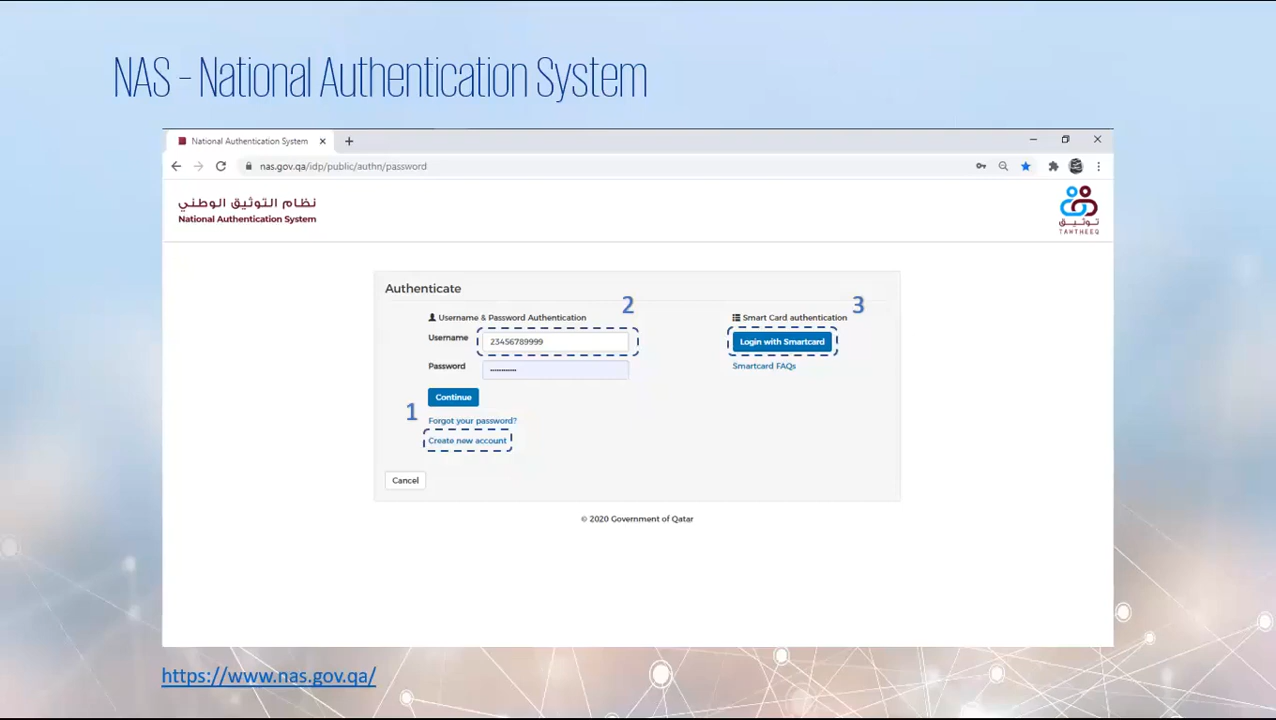 NAS - National Authentication System
National Authentication System
nas.gov.qa/idp/public/authn/password
نظام التوثيق الوطني
National Authentication System
توثيق
TAWTHEEQ
Authenticate
2
3
Username & Password Authentication
Smart Card authentication
Username
23456789999
Login with Smartcard
Password
············
Smartcard FAQs
Continue
1
Forgot your password?
Create new account
Cancel
© 2020 Government of Qatar
https://www.nas.gov.qa/